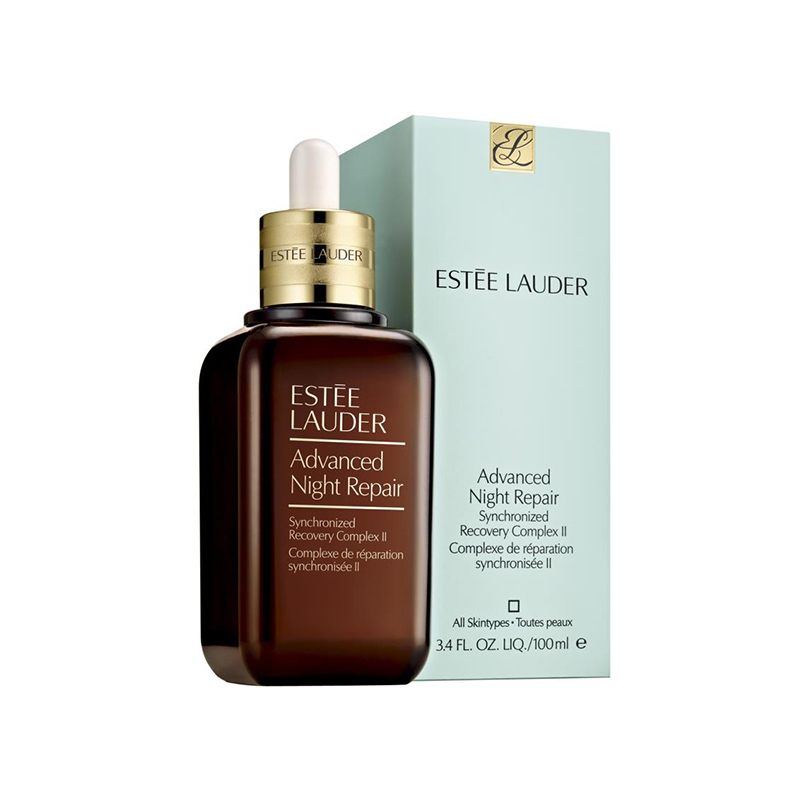 ESTĒE LAUDER
ESTĒE
LAUDER
Advanced
Night Repair
Synchronized
Recovery Complex II
Complexe de réparation
synchronisée II
EL
ESTĒE LAUDER
Advanced
Night Repair
Synchronized
Recovery Complex II
Complexe de réparation
synchronisée II
All Skintypes • Toutes peaux
3.4 FL. OZ. LIQ./100ml ℮